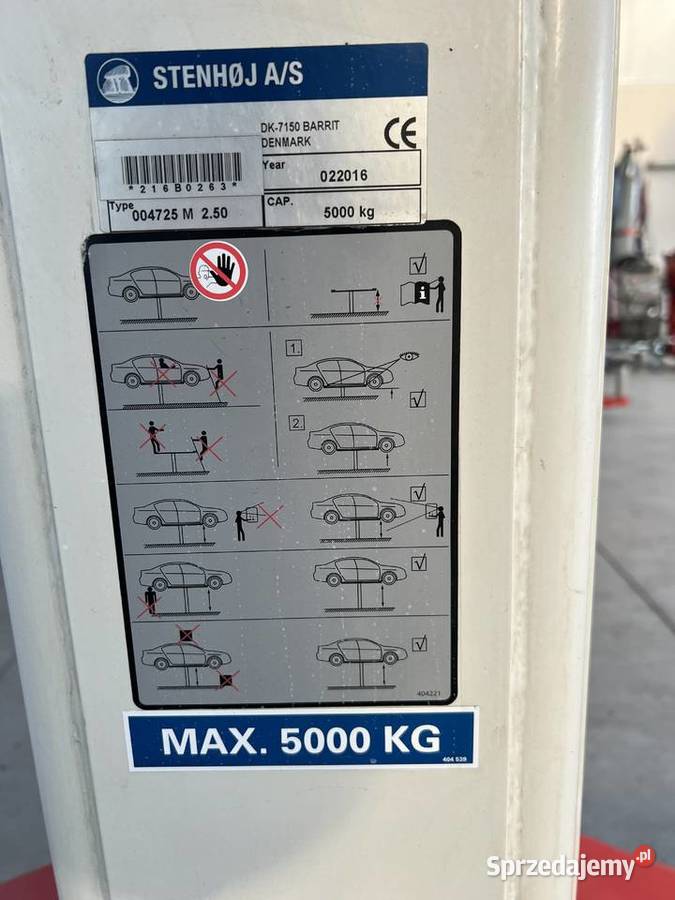 STENHØJ A/S
DK-7150 BARRIT
DENMARK
CE
*216B0263*
Year
022016
Type
004725 M 2.50
CAP.
5000 kg
i
1.
2.
404221
MAX. 5000 KG
404 539
Sprzedajemy.pl